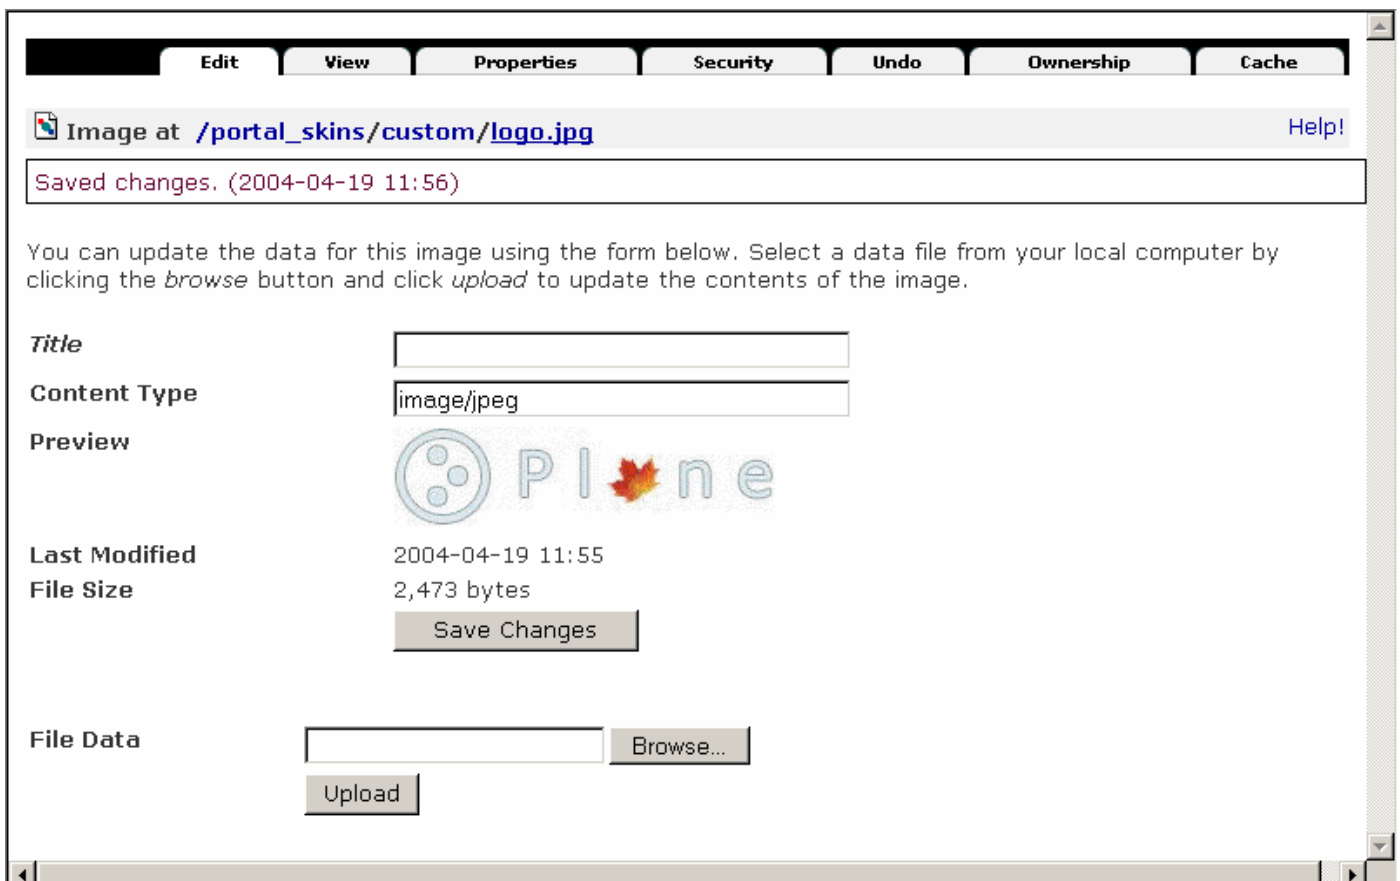 Edit View Properties Security Undo Ownership Cache
Image at /portal_skins/custom/logo.jpg Help!
Saved changes. (2004-04-19 11:56)
You can update the data for this image using the form below. Select a data file from your local computer by
clicking the browse button and click upload to update the contents of the image.
Title
Content Type image/jpeg
Preview Plone
Last Modified 2004-04-19 11:55
File Size 2,473 bytes
Save Changes
File Data Browse...
Upload